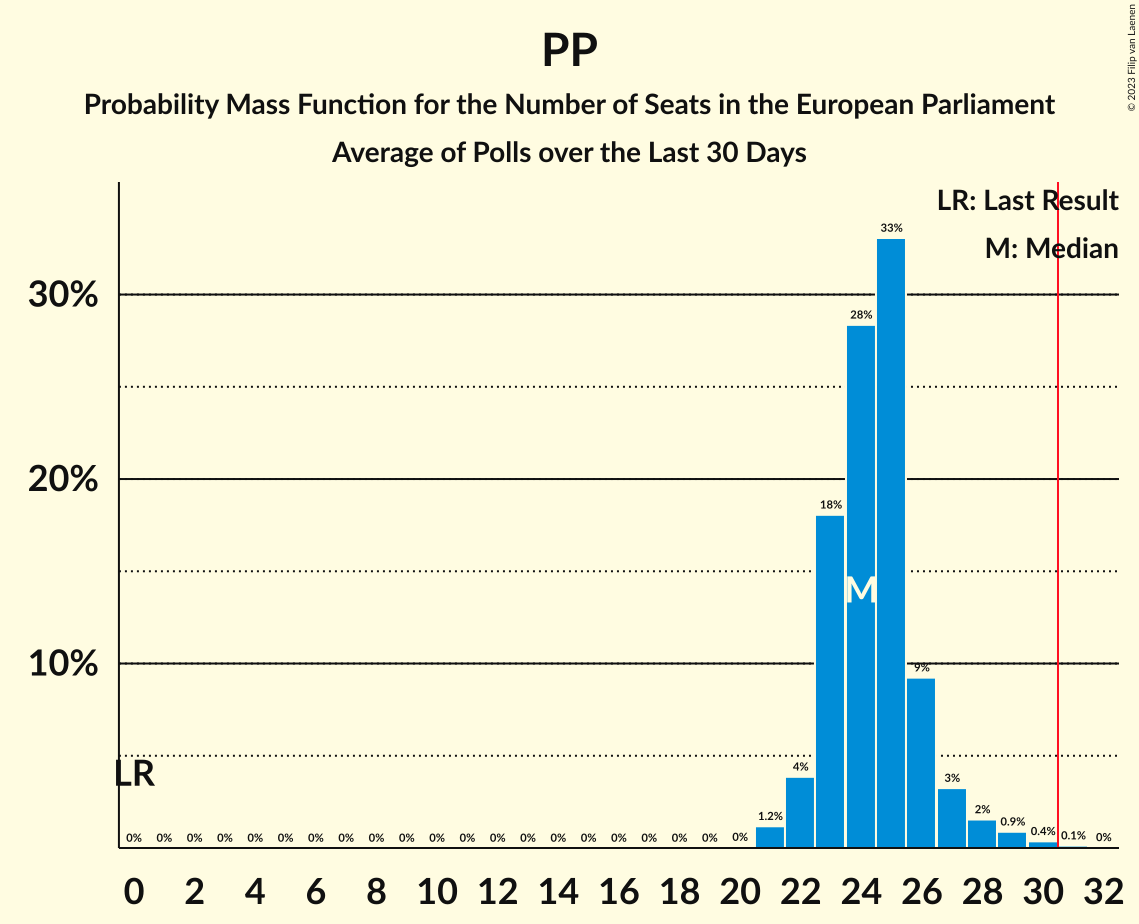 PP
Probability Mass Function for the Number of Seats in the European Parliament
Average of Polls over the Last 30 Days
© 2023 Filip van Laenen
LR: Last Result
M: Median
30%
20%
10%
33%
28%
18%
M
9%
4%
3%
2%
1.2%
0.9%
0.4%
0.1%
0%
LR
0% 0% 0% 0% 0% 0% 0% 0% 0% 0% 0% 0% 0% 0% 0% 0% 0% 0% 0% 0% 0%
0 2 4 6 8 10 12 14 16 18 20 22 24 26 28 30 32